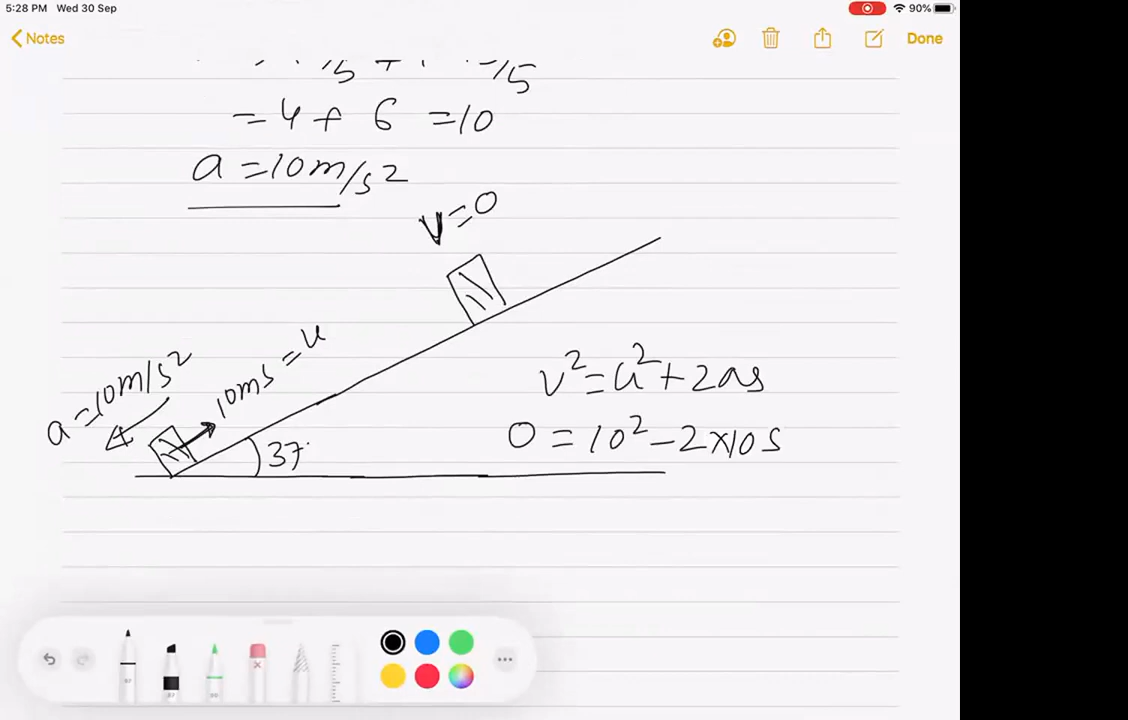 5:28 PM Wed 30 Sep 90%
Notes Done
= 4 + 6 = 10
a = 10m/s2
v = 0
a = 10m/s2
10ms = u
37°
v2 = u2 + 2as
0 = 102 - 2x10s